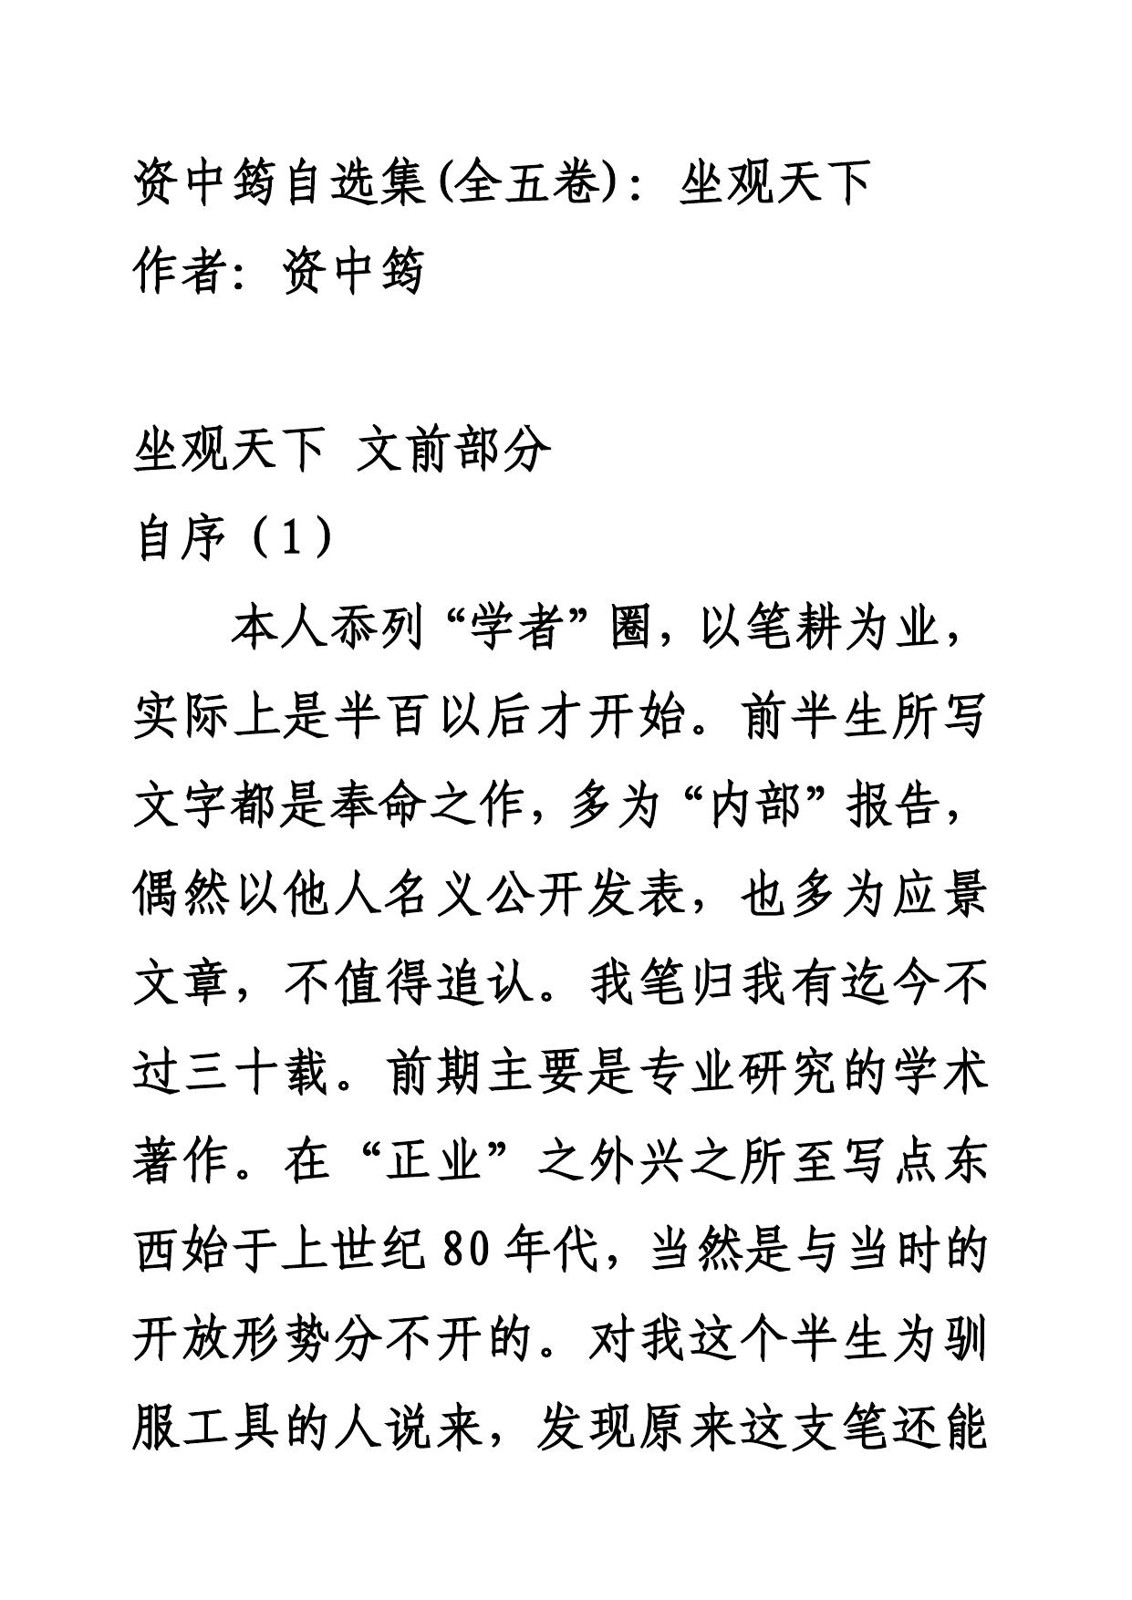 资中筠自选集(全五卷)：坐观天下
作者：资中筠
坐观天下 文前部分
自序（1）
本人忝列“学者”圈，以笔耕为业，
实际上是半百以后才开始。前半生所写
文字都是奉命之作，多为“内部”报告，
偶然以他人名义公开发表，也多为应景
文章，不值得追认。我笔归我有迄今不
过三十载。前期主要是专业研究的学术
著作。在“正业”之外兴之所至写点东
西始于上世纪80年代，当然是与当时的
开放形势分不开的。对我这个半生为驯
服工具的人说来，发现原来这支笔还能